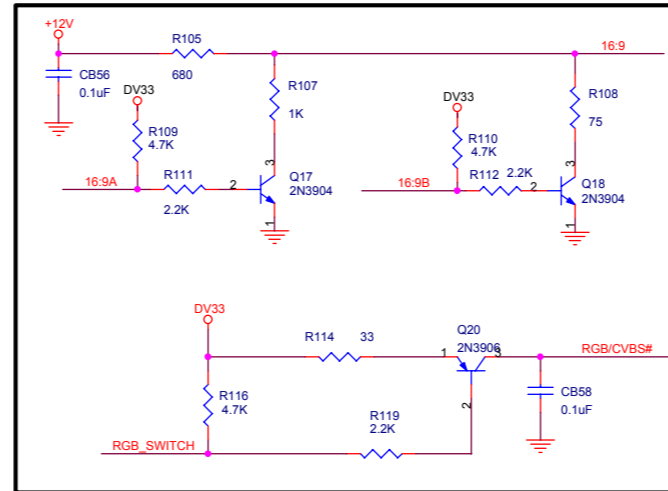 +12V
R105
680
16:9
CB56
0.1uF
DV33
R107
1K
R108
75
DV33
R109
4.7K
R110
4.7K
16:9A
R111
2.2K
2
3
1
Q17
2N3904
16:9B
R112
2.2K
2
3
1
Q18
2N3904
DV33
R114
33
1
Q20
2N3906
3
2
RGB/CVBS#
R116
4.7K
CB58
0.1uF
R119
2.2K
RGB_SWITCH